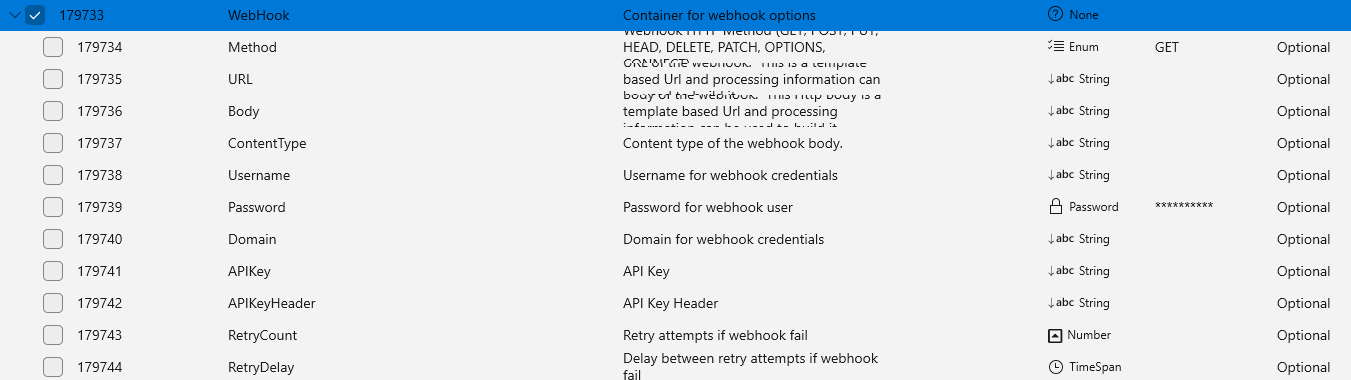 179733 WebHook Container for webhook options None
Webhook HTTP Method (GET, POST, PUT,
179734 Method HEAD, DELETE, PATCH, OPTIONS, Enum GET Optional
CONNECT)
of the webhook. This is a template
179735 URL based Url and processing information can String Optional
Body of the webhook. This Http Body is a
179736 Body template based Url and processing String Optional
information can be used to build it.
179737 ContentType Content type of the webhook body. String Optional
179738 Username Username for webhook credentials String Optional
179739 Password Password for webhook user Password ********** Optional
179740 Domain Domain for webhook credentials String Optional
179741 APIKey API Key String Optional
179742 APIKeyHeader API Key Header String Optional
179743 RetryCount Retry attempts if webhook fail Number Optional
Delay between retry attempts if webhook
179744 RetryDelay TimeSpan Optional
fail